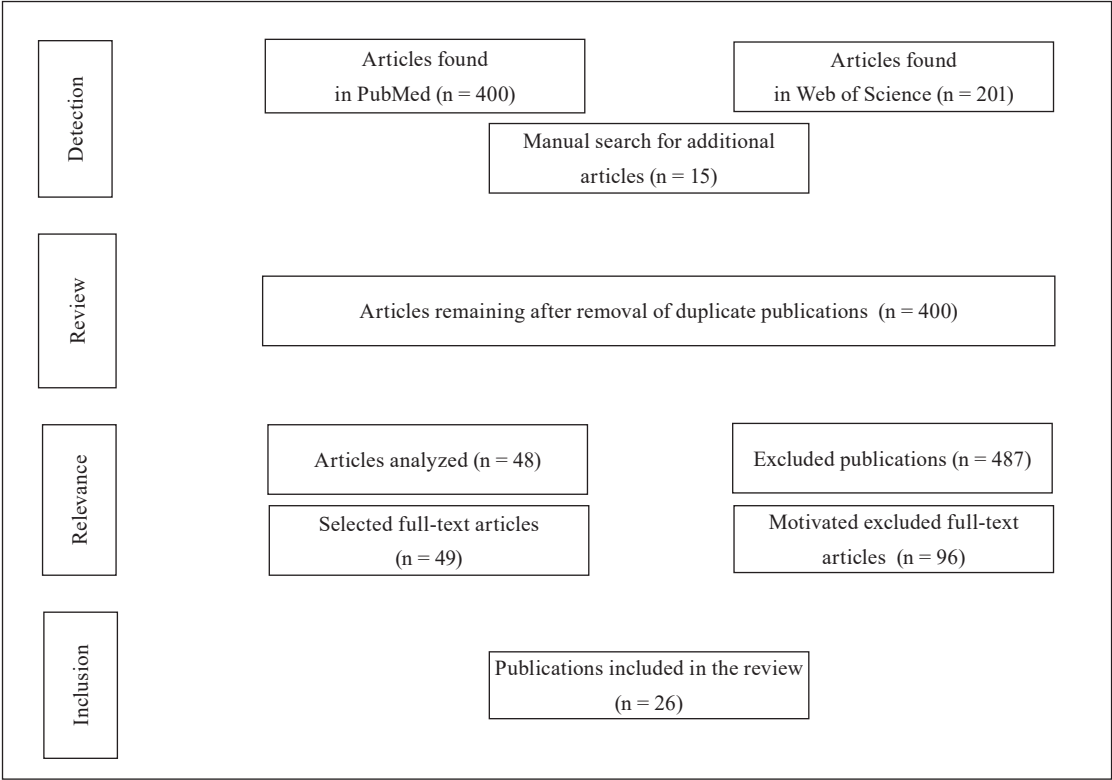 Detection
Articles found
in PubMed (n = 400)
Articles found
in Web of Science (n = 201)
Manual search for additional
articles (n = 15)
Review
Articles remaining after removal of duplicate publications (n = 400)
Relevance
Articles analyzed (n = 48)
Excluded publications (n = 487)
Selected full-text articles
(n = 49)
Motivated excluded full-text
articles (n = 96)
Inclusion
Publications included in the review
(n = 26)